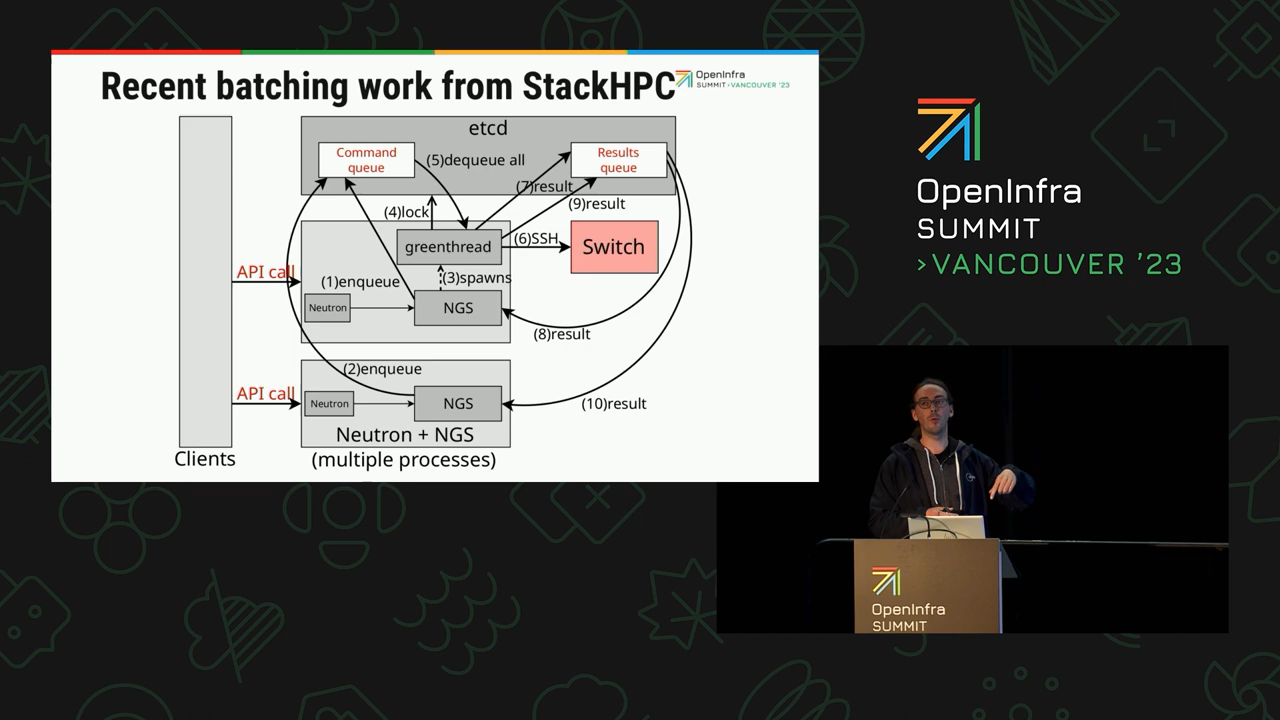 Recent batching work from StackHPC
OpenInfra
SUMMIT >VANCOUVER '23
etcd
Command
queue
(5)dequeue all
Results
queue
(7)result
(9)result
(4)lock
greenthread
(6)SSH
Switch
API call
(1)enqueue
(3)spawns
Neutron
NGS
(8)result
(2)enqueue
API call
Neutron
NGS
(10)result
Neutron + NGS
(multiple processes)
Clients
OpenInfra
SUMMIT
>VANCOUVER '23
OpenInfra
SUMMIT